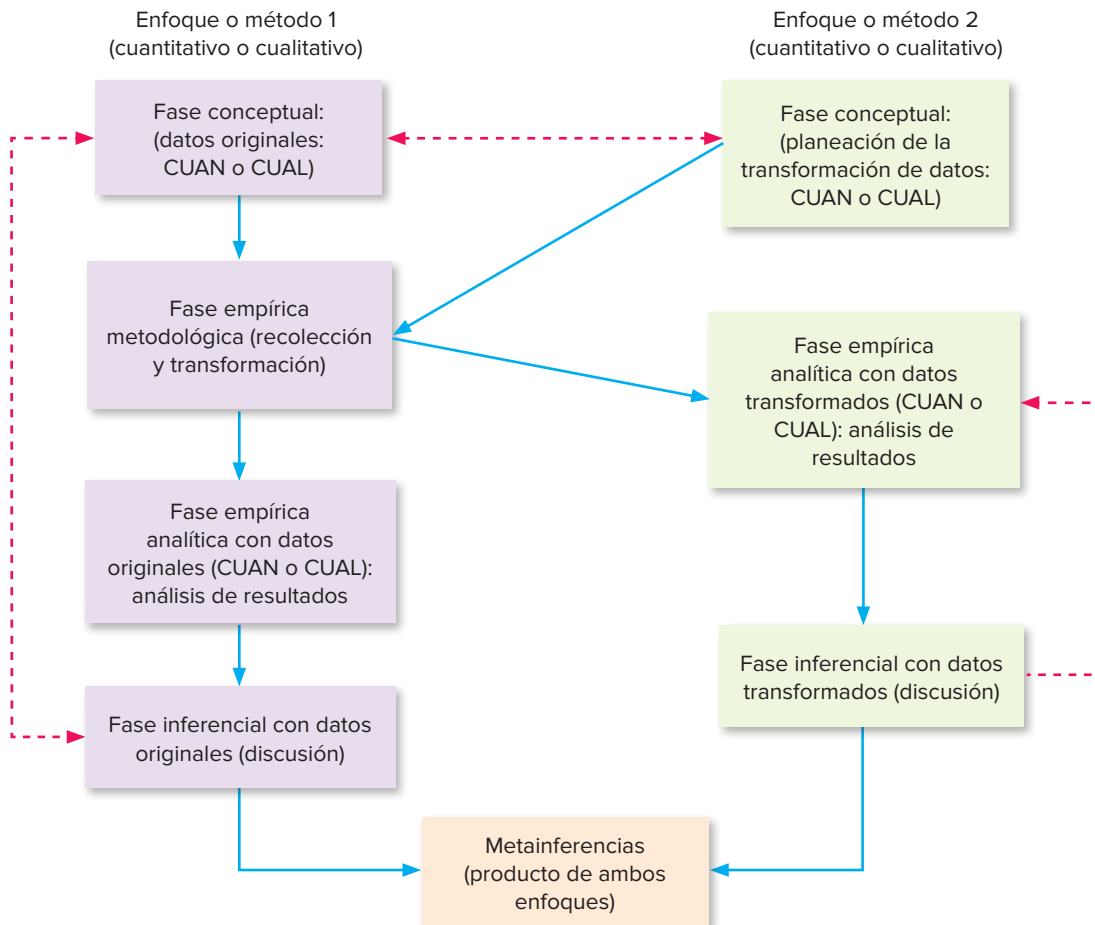 Enfoque o método 1
(cuantitativo o cualitativo)
Enfoque o método 2
(cuantitativo o cualitativo)
Fase conceptual:
(datos originales:
CUAN o CUAL)
Fase conceptual:
(planeación de la
transformación de datos:
CUAN o CUAL)
Fase empírica
metodológica (recolección
y transformación)
Fase empírica
analítica con datos
transformados (CUAN o
CUAL): análisis de
resultados
Fase empírica
analítica con datos
originales (CUAN o CUAL):
análisis de resultados
Fase inferencial con datos
transformados (discusión)
Fase inferencial con datos
originales (discusión)
Metainferencias
(producto de ambos
enfoques)